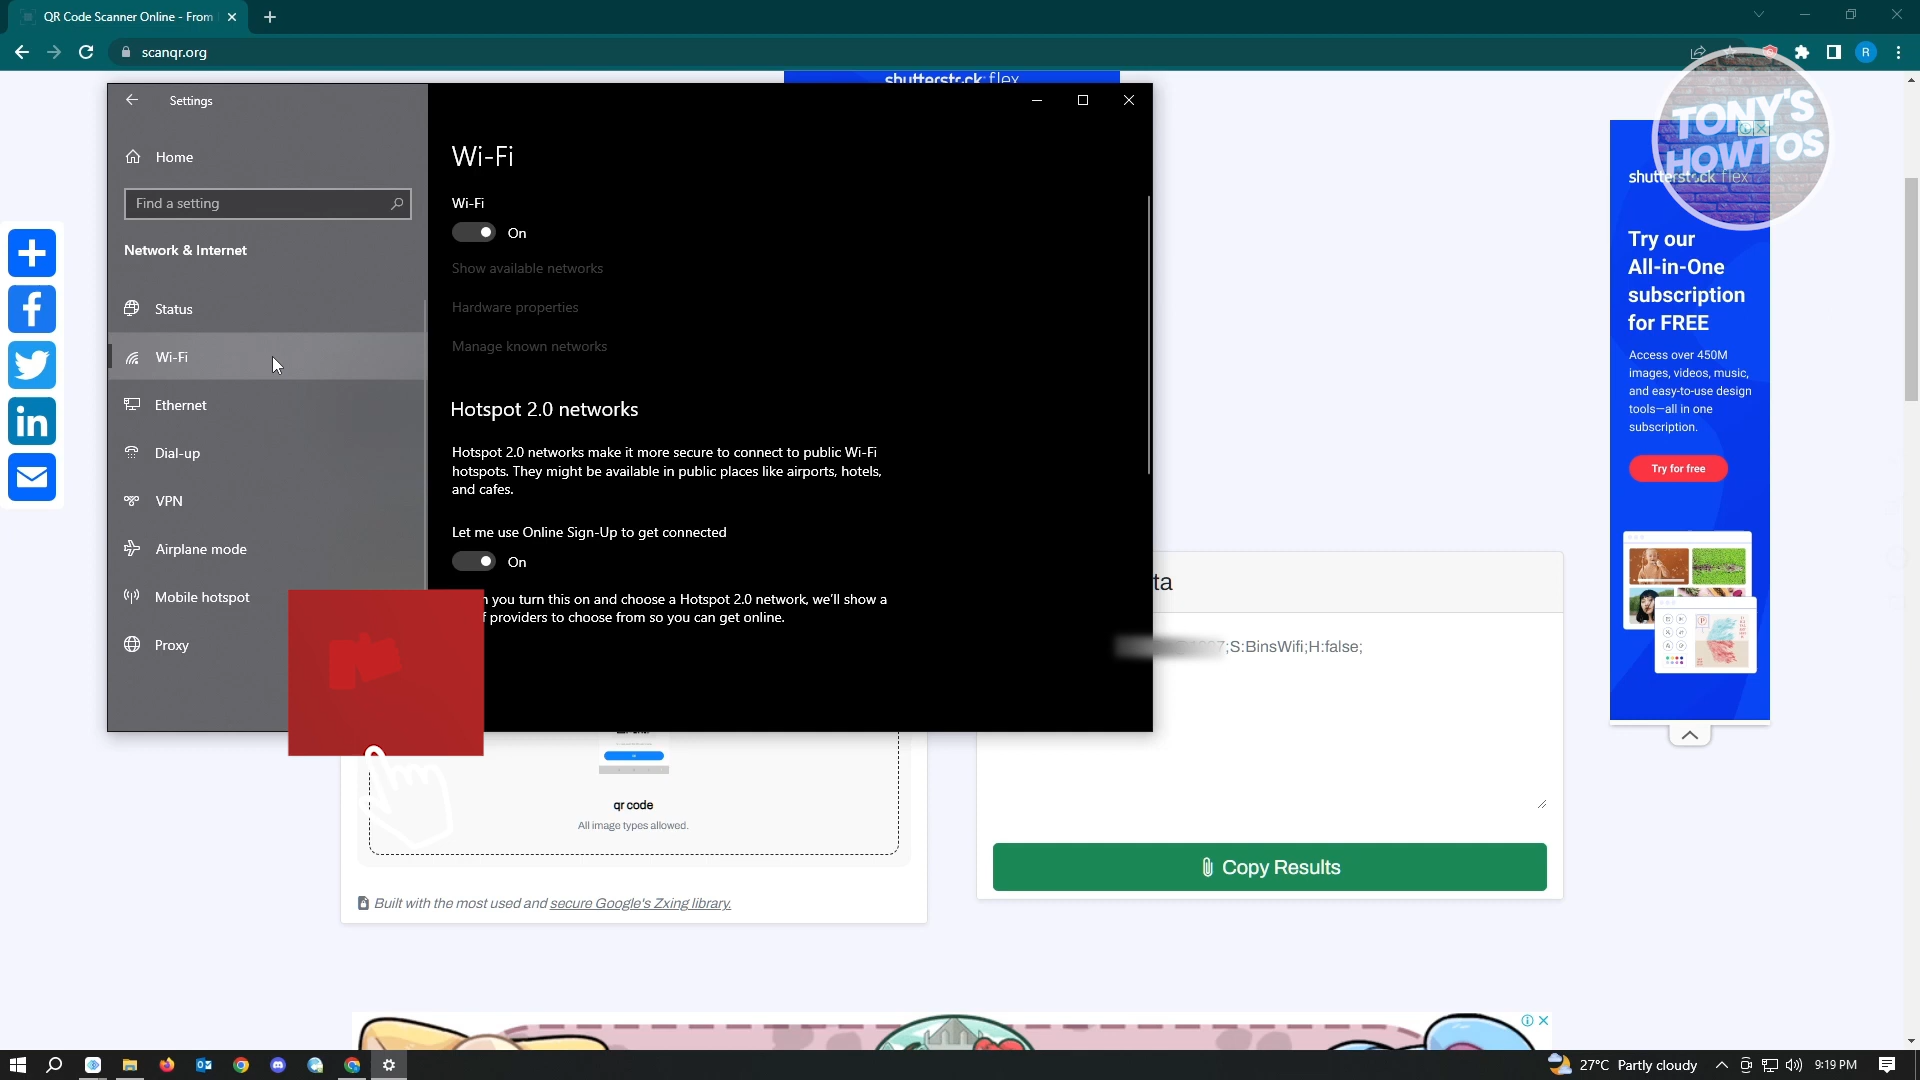 QR Code Scanner Online - From
scanqr.org
R
TONY'S
HOWTOS
shutterstock flex
Settings
Home
Find a setting
Network & Internet
Status
Wi-Fi
Ethernet
Dial-up
VPN
Airplane mode
Mobile hotspot
Proxy
Wi-Fi
Wi-Fi
On
Show available networks
Hardware properties
Manage known networks
Hotspot 2.0 networks
Hotspot 2.0 networks make it more secure to connect to public Wi-Fi
hotspots. They might be available in public places like airports, hotels,
and cafes.
Let me use Online Sign-Up to get connected
On
you turn this on and choose a Hotspot 2.0 network, we'll show a
providers to choose from so you can get online.
ta
;S:BinsWifi;H:false;
qr code
All image types allowed.
Built with the most used and secure Google's Zxing library.
Copy Results
shutterstock flex
Try our
All-in-One
subscription
for FREE
Access over 450M
images, videos, music,
and easy-to-use design
tools—all in one
subscription.
Try for free
27°C Partly cloudy
9:19 PM